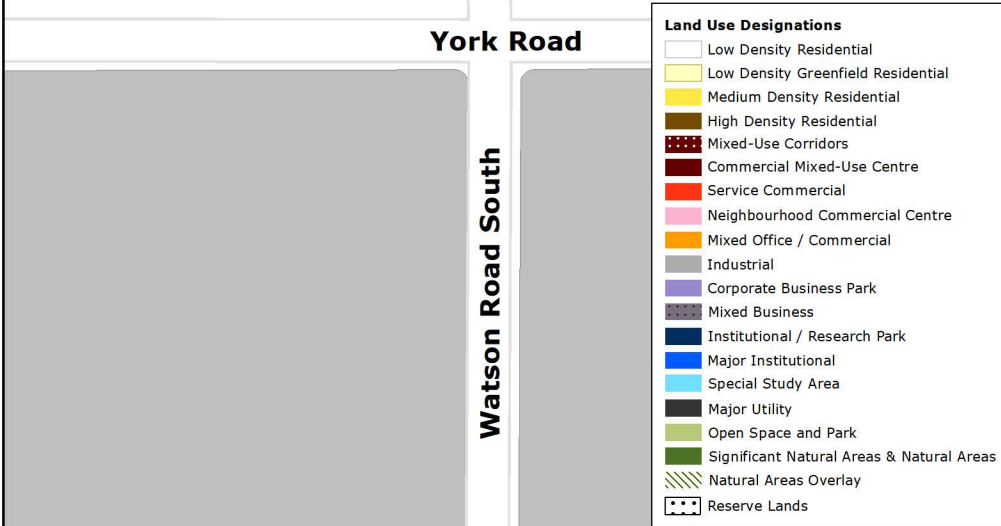 York Road
Watson Road South
Land Use Designations
Low Density Residential
Low Density Greenfield Residential
Medium Density Residential
High Density Residential
Mixed-Use Corridors
Commercial Mixed-Use Centre
Service Commercial
Neighbourhood Commercial Centre
Mixed Office / Commercial
Industrial
Corporate Business Park
Mixed Business
Institutional / Research Park
Major Institutional
Special Study Area
Major Utility
Open Space and Park
Significant Natural Areas & Natural Areas
Natural Areas Overlay
Reserve Lands